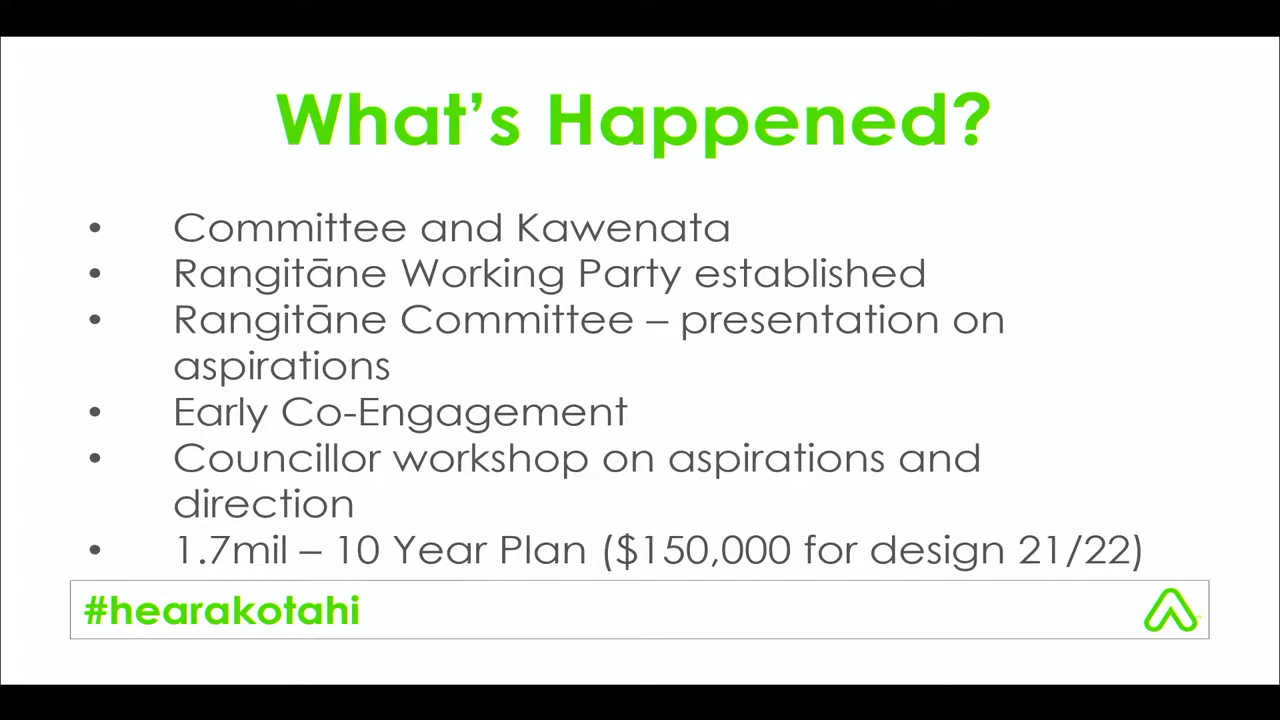 What's Happened?
• Committee and Kawenata
• Rangitāne Working Party established
• Rangitāne Committee – presentation on
aspirations
• Early Co-Engagement
• Councillor workshop on aspirations and
direction
• 1.7mil – 10 Year Plan ($150,000 for design 21/22)
#hearakotahi